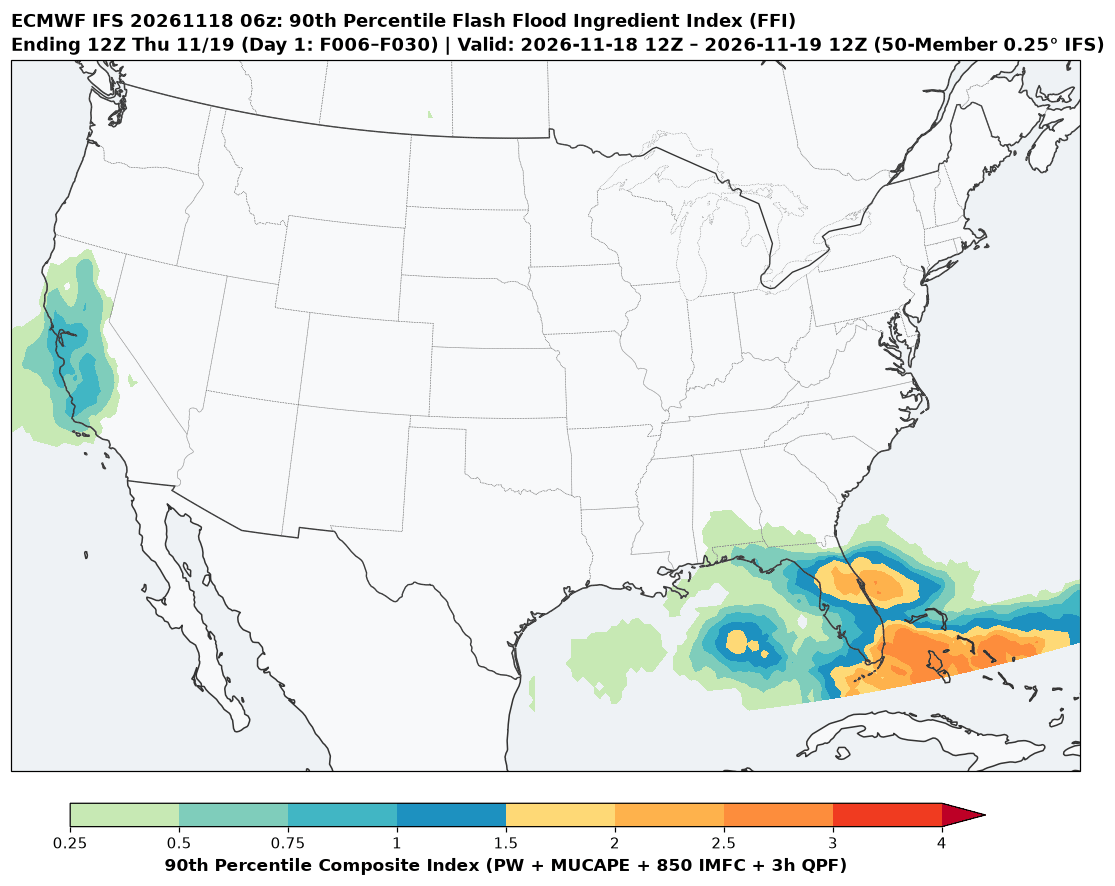 ECMWF IFS 20261118 06z: 90th Percentile Flash Flood Ingredient Index (FFI)
Ending 12Z Thu 11/19 (Day 1: F006–F030) | Valid: 2026-11-18 12Z – 2026-11-19 12Z (50-Member 0.25° IFS)
0.25 0.5 0.75 1 1.5 2 2.5 3 4
90th Percentile Composite Index (PW + MUCAPE + 850 IMFC + 3h QPF)